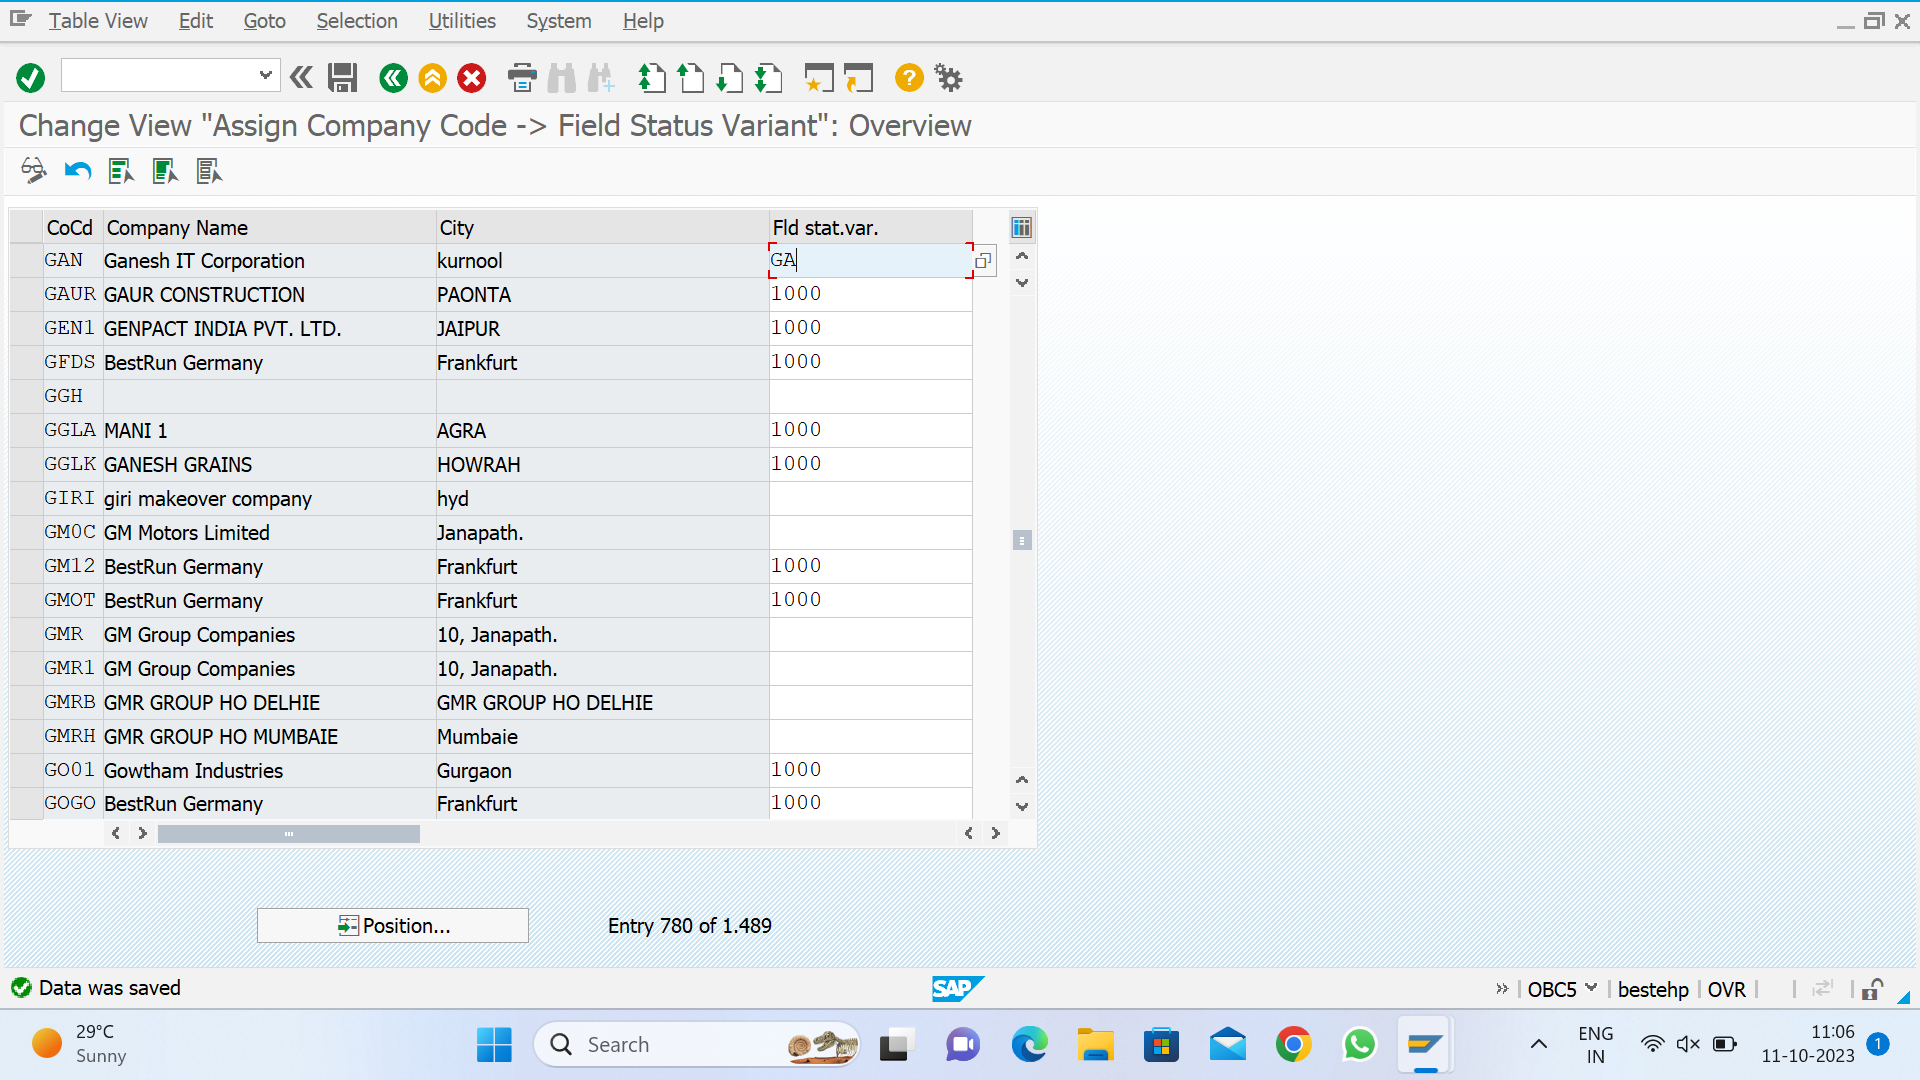 Table View Edit Goto Selection Utilities System Help
Change View "Assign Company Code -> Field Status Variant": Overview
CoCd Company Name City Fld stat.var.
GAN Ganesh IT Corporation kurnool GA
GAUR GAUR CONSTRUCTION PAONTA 1000
GEN1 GENPACT INDIA PVT. LTD. JAIPUR 1000
GFDS BestRun Germany Frankfurt 1000
GGH
GGLA MANI 1 AGRA 1000
GGLK GANESH GRAINS HOWRAH 1000
GIRI giri makeover company hyd
GM0C GM Motors Limited Janapath.
GM12 BestRun Germany Frankfurt 1000
GMOT BestRun Germany Frankfurt 1000
GMR GM Group Companies 10, Janapath.
GMR1 GM Group Companies 10, Janapath.
GMRB GMR GROUP HO DELHIE GMR GROUP HO DELHIE
GMRH GMR GROUP HO MUMBAIE Mumbaie
GO01 Gowtham Industries Gurgaon 1000
GOGO BestRun Germany Frankfurt 1000
Position... Entry 780 of 1.489
Data was saved SAP OBC5 bestehp OVR
29°C
Sunny
Search
ENG
IN
11:06
11-10-2023
1